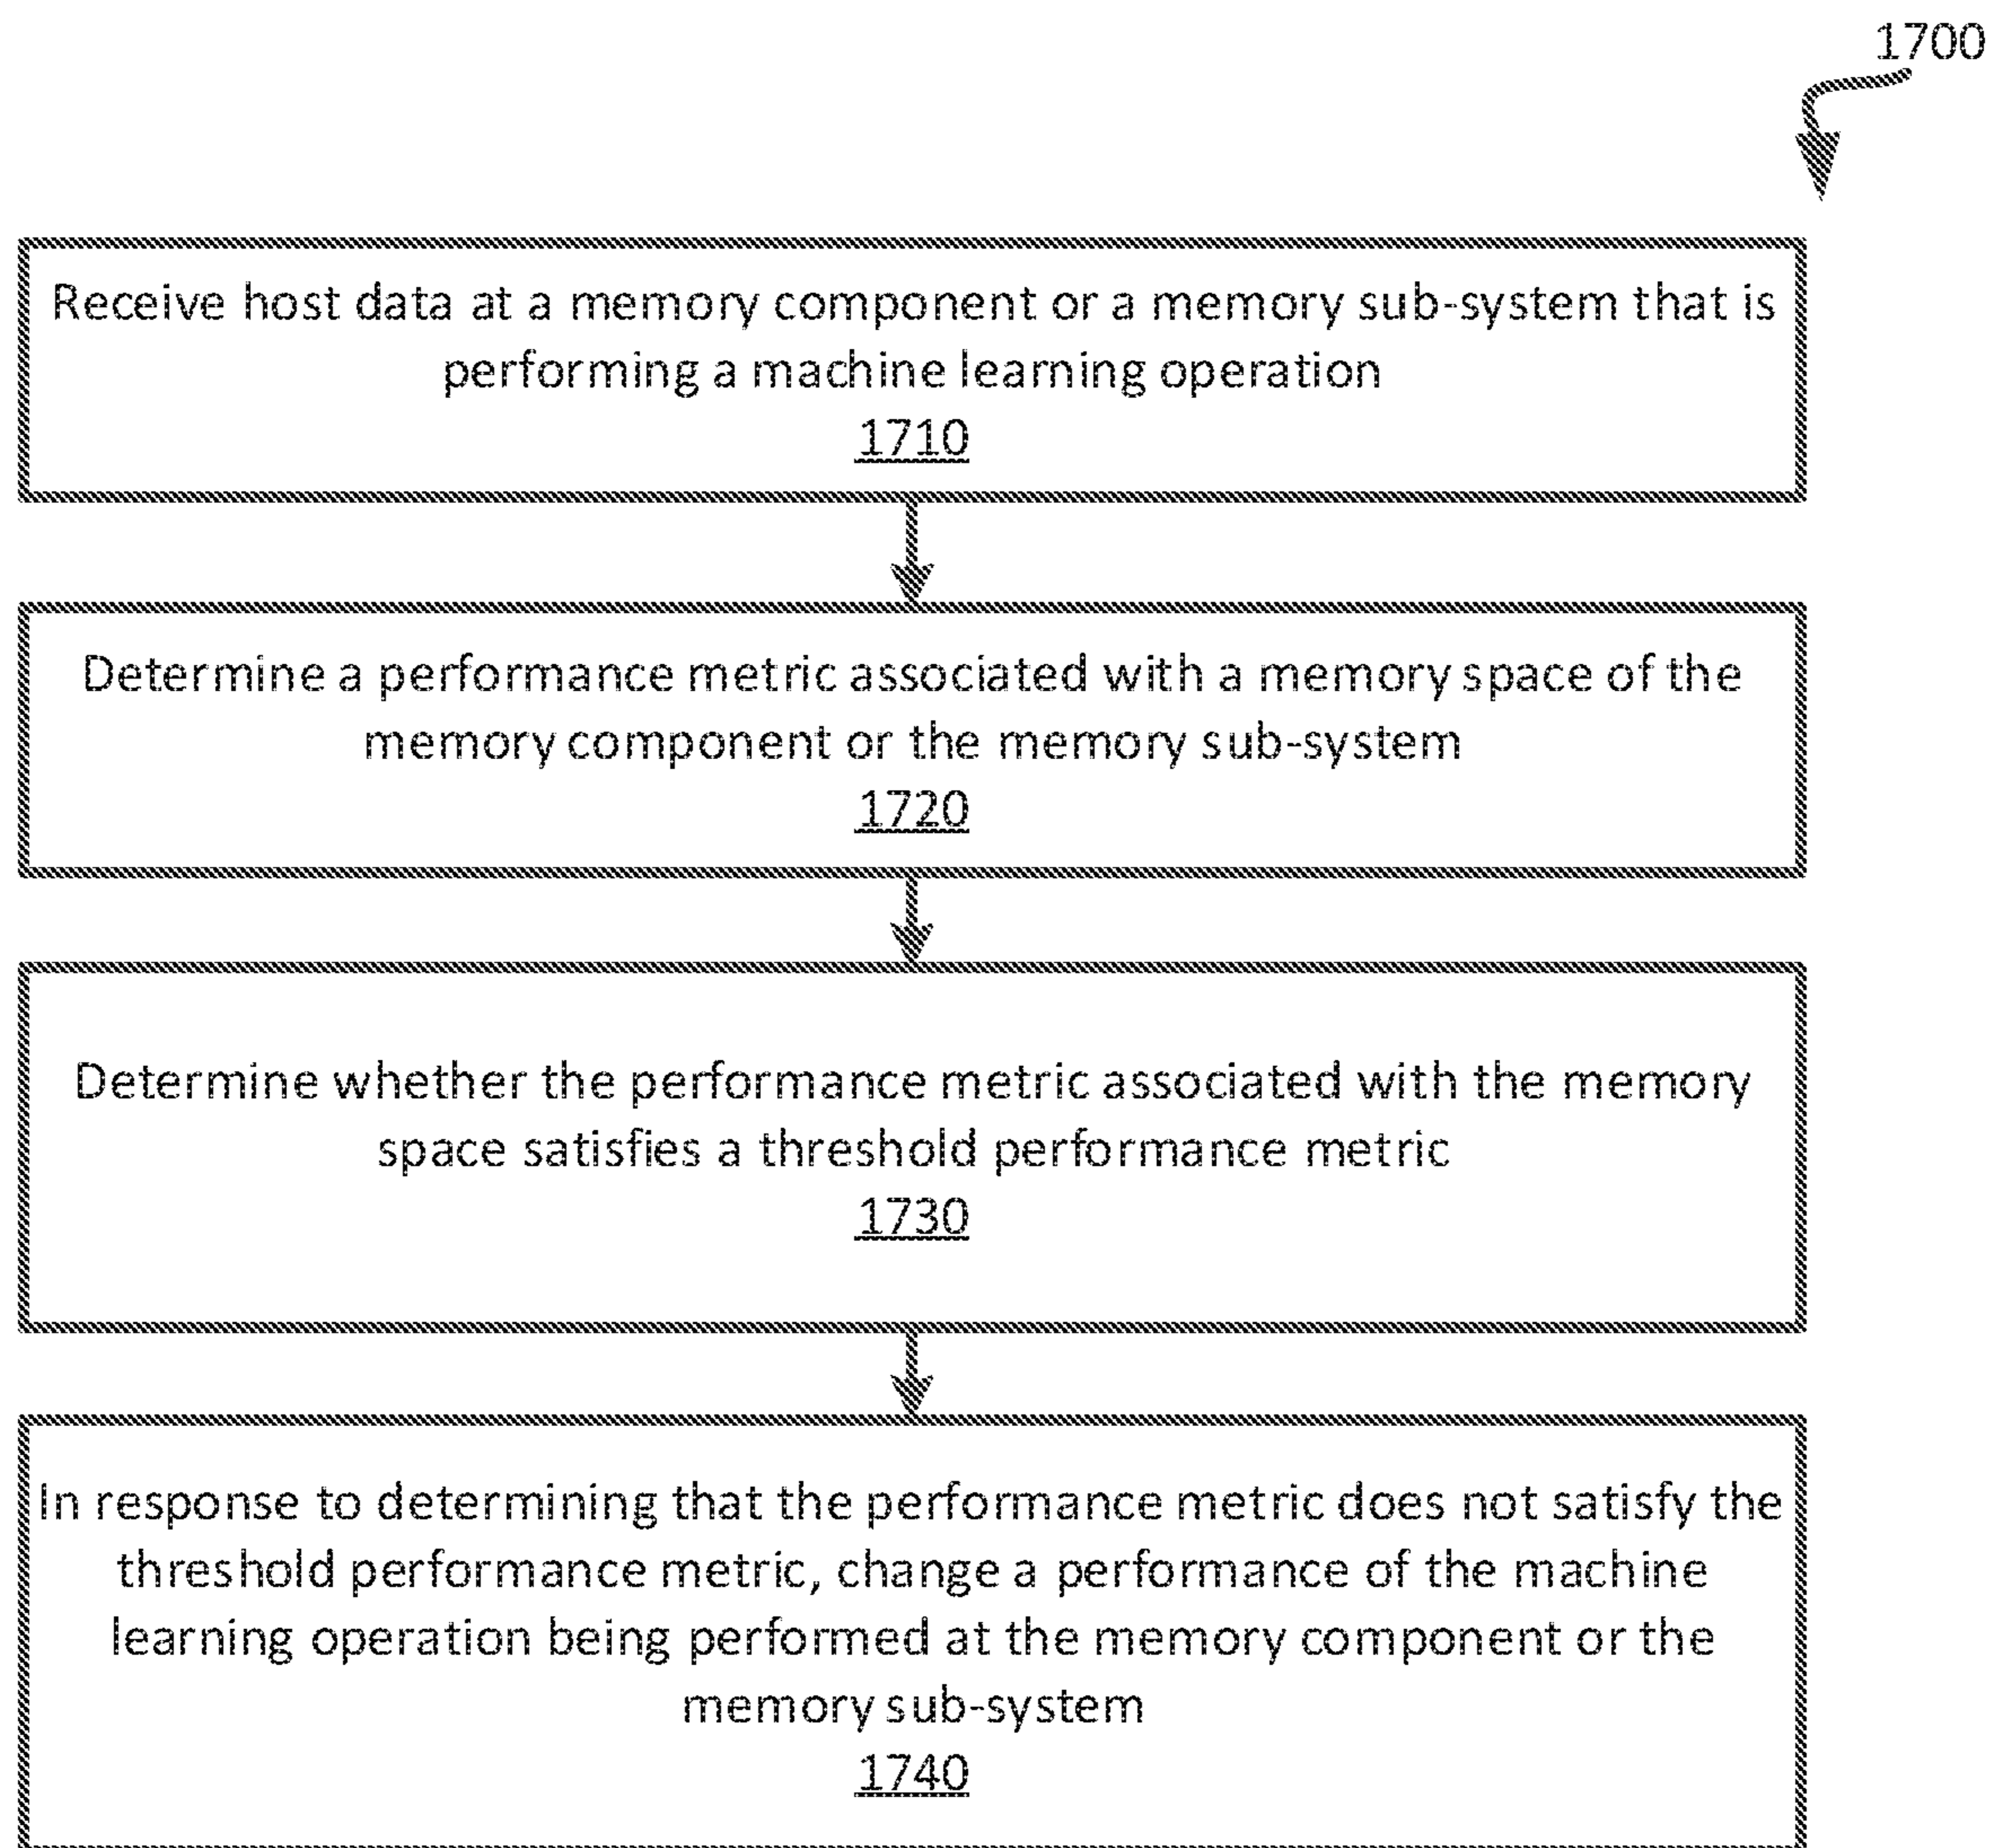 1700
Receive host data at a memory component or a memory sub-system that is
performing a machine learning operation
1710
Determine a performance metric associated with a memory space of the
memory component or the memory sub-system
1720
Determine whether the performance metric associated with the memory
space satisfies a threshold performance metric
1730
In response to determining that the performance metric does not satisfy the
threshold performance metric, change a performance of the machine
learning operation being performed at the memory component or the
memory sub-system
1740